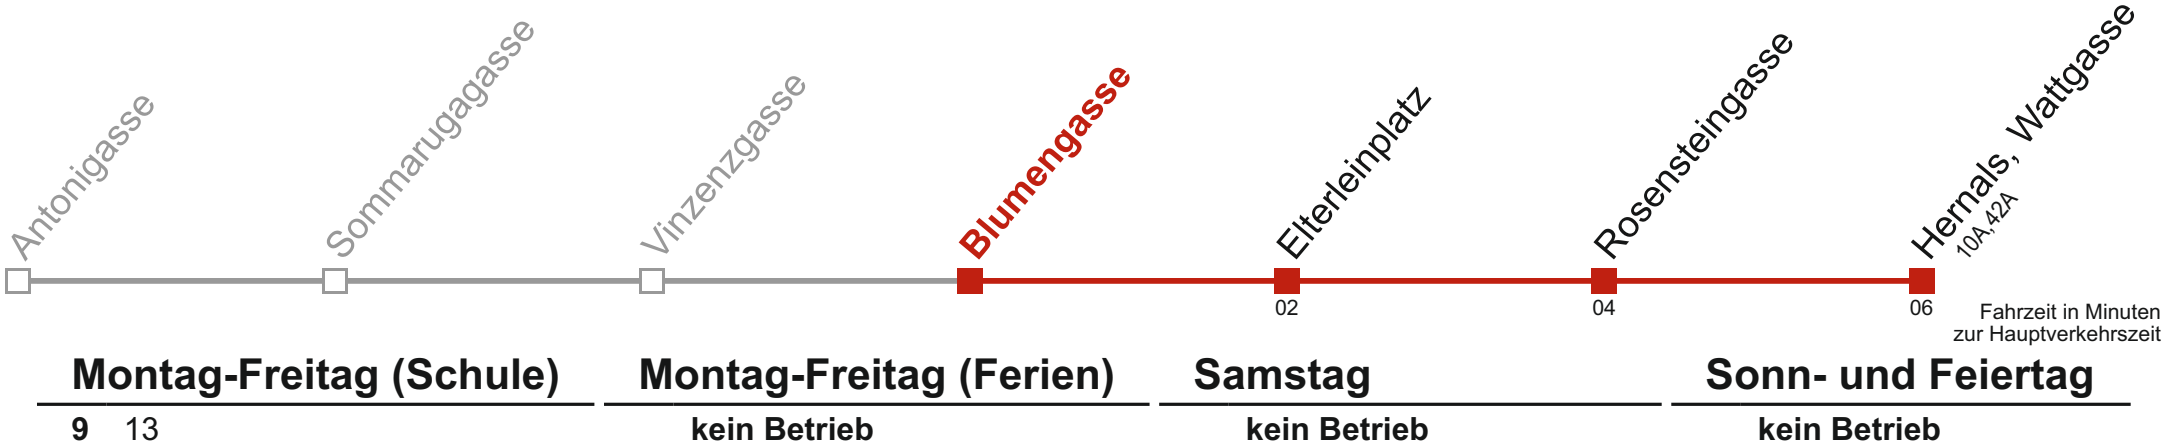 Antonigasse
Sommarugagasse
Vinzenzgasse
Blumengasse
Elterleinplatz
Rosensteingasse
Hernals, Wattgasse
10A,42A
02
04
06
Fahrzeit in Minuten
zur Hauptverkehrszeit
Montag-Freitag (Schule)
9 13
Montag-Freitag (Ferien)
kein Betrieb
Samstag
kein Betrieb
Sonn- und Feiertag
kein Betrieb